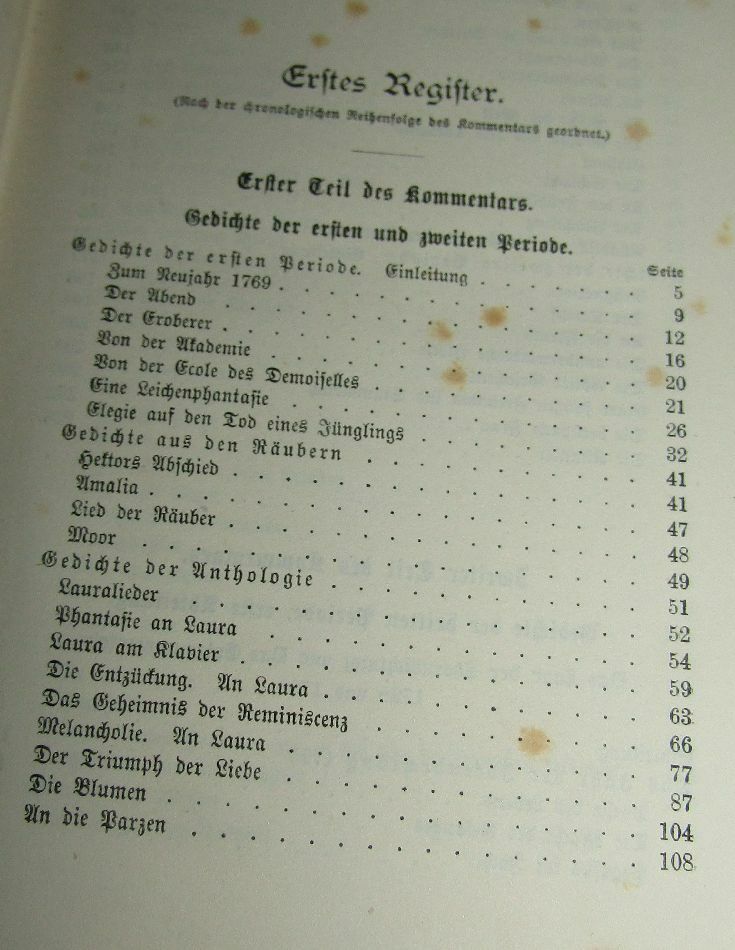 Erstes Register.
(Nach der chronologischen Reihenfolge des Kommentars geordnet.)
Erster Teil des Kommentars.
Gedichte der ersten und zweiten Periode.
Seite
Gedichte der ersten Periode. Einleitung . . . . . . . 5
Zum Neujahr 1769 . . . . . . . . . . . . 9
Der Abend . . . . . . . . . . . . . . 12
Der Eroberer . . . . . . . . . . . . . . 16
Von der Akademie . . . . . . . . . . . . 20
Von der Ecole des Demoiselles . . . . . . . . . 21
Eine Leichenphantasie . . . . . . . . . . . . 26
Elegie auf den Tod eines Jünglings . . . . . . . . 32
Gedichte aus den Räubern . . . . . . . . . . 41
Hektors Abschied . . . . . . . . . . . . . 41
Amalia . . . . . . . . . . . . . . . . 47
Lied der Räuber . . . . . . . . . . . . . 48
Moor . . . . . . . . . . . . . . . . 49
Gedichte der Anthologie . . . . . . . . . . 51
Lauralieder . . . . . . . . . . . . . . 52
Phantasie an Laura . . . . . . . . . . . . 54
Laura am Klavier . . . . . . . . . . . . . 59
Die Entzückung. An Laura . . . . . . . . . . 63
Das Geheimnis der Reminiscenz . . . . . . . . . 66
Melancholie. An Laura . . . . . . . . . . . 77
Der Triumph der Liebe . . . . . . . . . . . 87
Die Blumen . . . . . . . . . . . . . . 104
An die Parzen . . . . . . . . . . . . . . 108